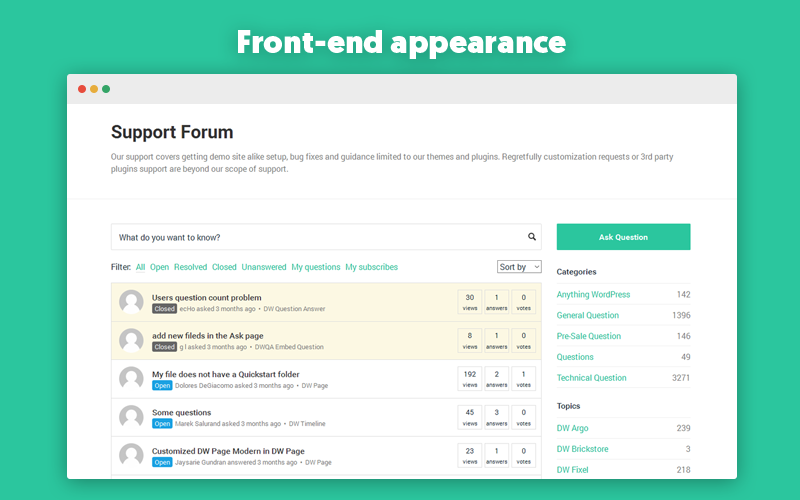 Front-end appearance
Support Forum
Our support covers getting demo site alike setup, bug fixes and guidance limited to our themes and plugins. Regretfully customization requests or 3rd party
plugins support are beyond our scope of support.
What do you want to know?
Ask Question
Filter: All Open Resolved Closed Unanswered My questions My subscribes
Sort by
Users question count problem
Closed ecHo asked 3 months ago • DW Question Answer
30 1 0
views answers votes
add new fileds in the Ask page
Closed g l asked 3 months ago • DWQA Embed Question
8 1 0
views answers votes
My file does not have a Quickstart folder
Open Dolores DeGiacomo asked 3 months ago • DW Page
192 2 1
views answers votes
Some questions
Open Marek Salurand asked 3 months ago • DW Timeline
45 3 0
views answers votes
Customized DW Page Modern in DW Page
Open Jaysarie Gundran answered 3 months ago • DW Page
23 1 0
views answers votes
Categories
Anything WordPress 142
General Question 1396
Pre-Sale Question 146
Questions 49
Technical Question 3271
Topics
DW Argo 239
DW Brickstore 3
DW Fixel 218